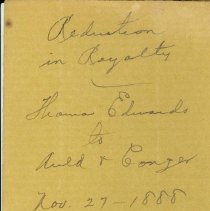 Reduction
in Royalty
Thomas Edwards
to
Auld & Conger
Nov. 27-1888